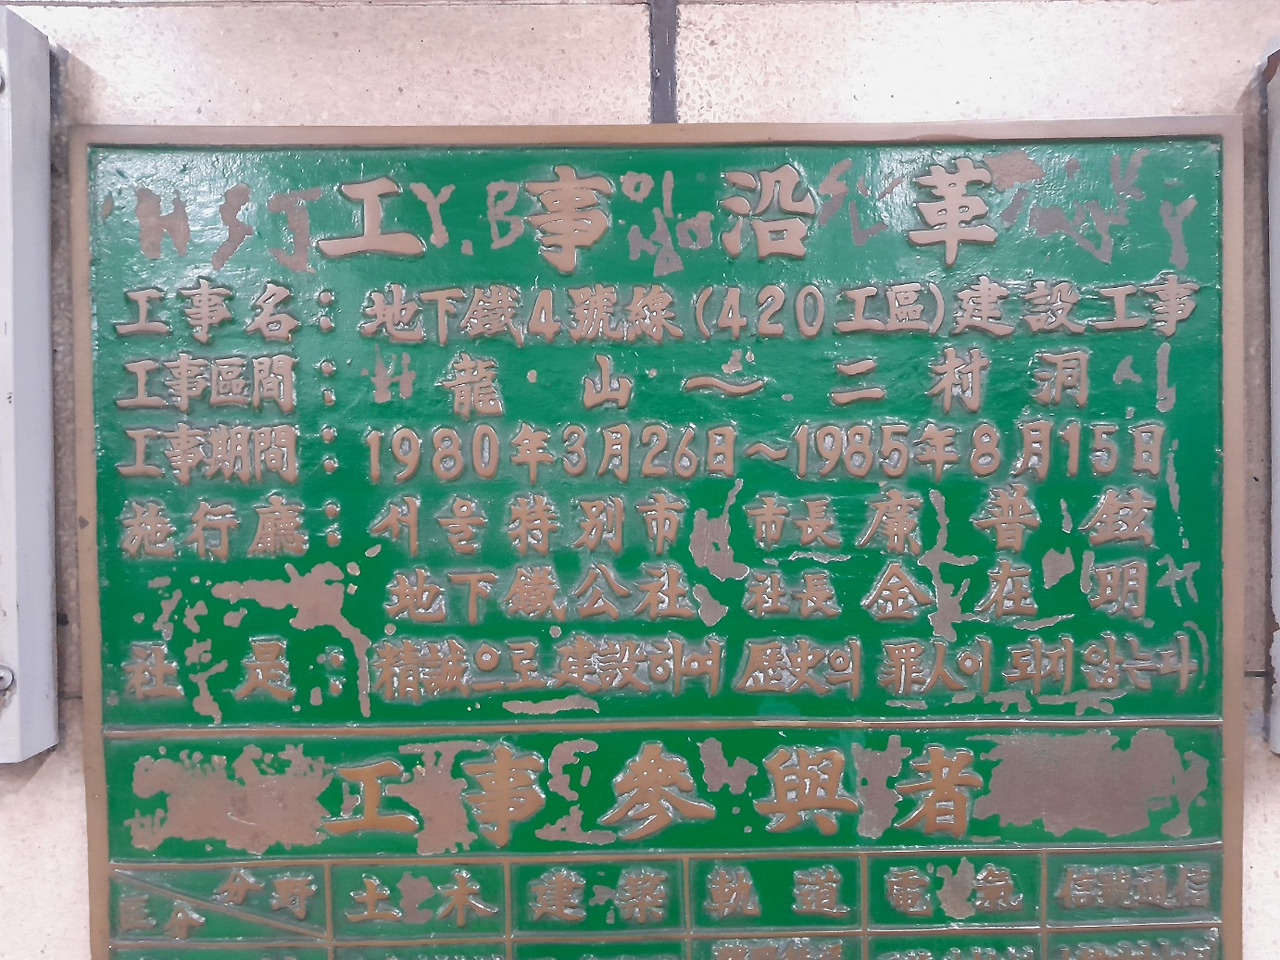 工事沿革
工事名 : 地下鐵4號線(420工區)建設工事
工事區間 : 龍山～二村洞
工事期間 : 1980年3月26日～1985年8月15日
施行廳 : 서울特別市 市長 廉普鉉
地下鐵公社 社長 金在明
社是 : 精誠으로 建設하여 歷史의 罪人이 되지 않는다
工事參與者
分野
土木 建築 軌道 電氣 信號通信